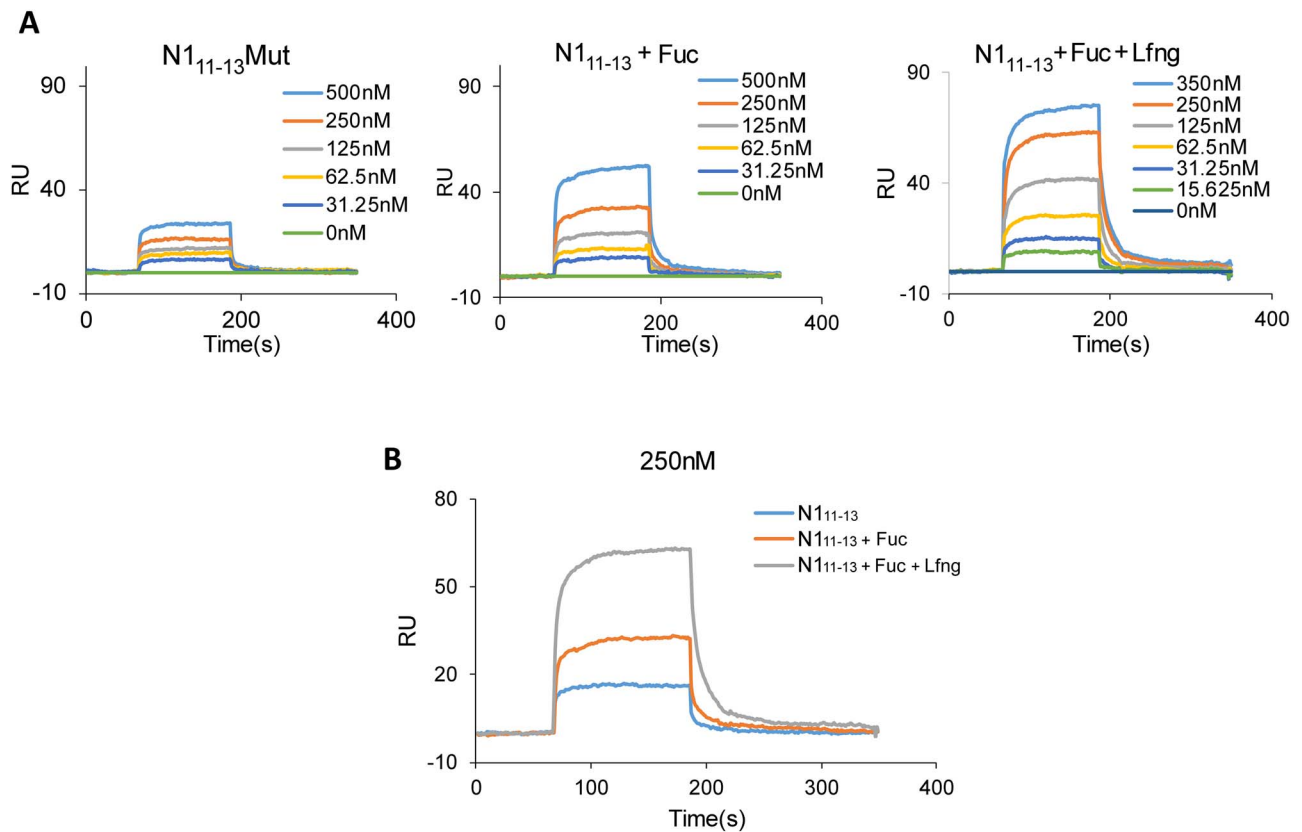 A
N1₁₁₋₁₃Mut
90
40
-10
RU
0
200
400
Time(s)
500nM
250nM
125nM
62.5nM
31.25nM
0nM
N1₁₁₋₁₃ + Fuc
90
40
-10
RU
0
200
400
Time(s)
500nM
250nM
125nM
62.5nM
31.25nM
0nM
N1₁₁₋₁₃+Fuc+Lfng
90
40
-10
RU
0
200
400
Time(s)
350nM
250nM
125nM
62.5nM
31.25nM
15.625nM
0nM
B
250nM
80
50
20
-10
RU
0
100
200
300
400
Time(s)
N1₁₁₋₁₃
N1₁₁₋₁₃ + Fuc
N1₁₁₋₁₃ + Fuc + Lfng